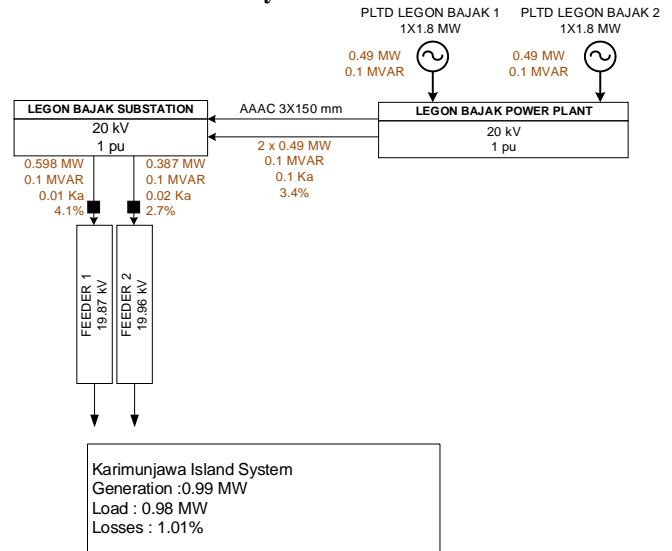 PLTD LEGON BAJAK 1
1X1.8 MW
PLTD LEGON BAJAK 2
1X1.8 MW
0.49 MW
0.1 MVAR
0.49 MW
0.1 MVAR
LEGON BAJAK SUBSTATION
20 kV
1 pu
AAAC 3X150 mm
LEGON BAJAK POWER PLANT
20 kV
1 pu
2 x 0.49 MW
0.1 MVAR
0.1 Ka
3.4%
0.598 MW
0.1 MVAR
0.01 Ka
4.1%
0.387 MW
0.1 MVAR
0.02 Ka
2.7%
FEEDER 1
19.87 kV
FEEDER 2
19.96 kV
Karimunjawa Island System
Generation :0.99 MW
Load : 0.98 MW
Losses : 1.01%